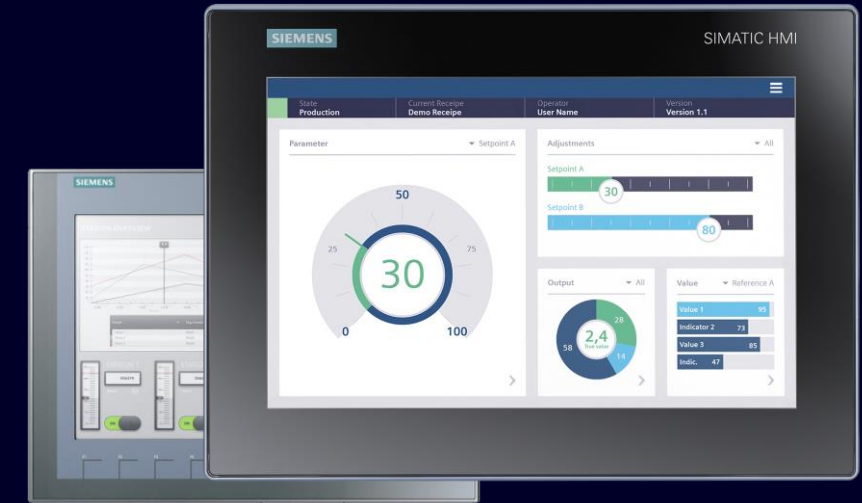 SIEMENS
SIMATIC HMI
State
Production
Current Receipe
Demo Receipe
Operator
User Name
Version
Version 1.1
Parameter
Setpoint A
50
25
75
30
0
100
Adjustments
All
Setpoint A
30
Setpoint B
80
Output
All
28
2,4
True value
58
14
Value
Reference A
Value 1 95
Indicator 2 73
Value 3 85
Indic. 47
SIEMENS